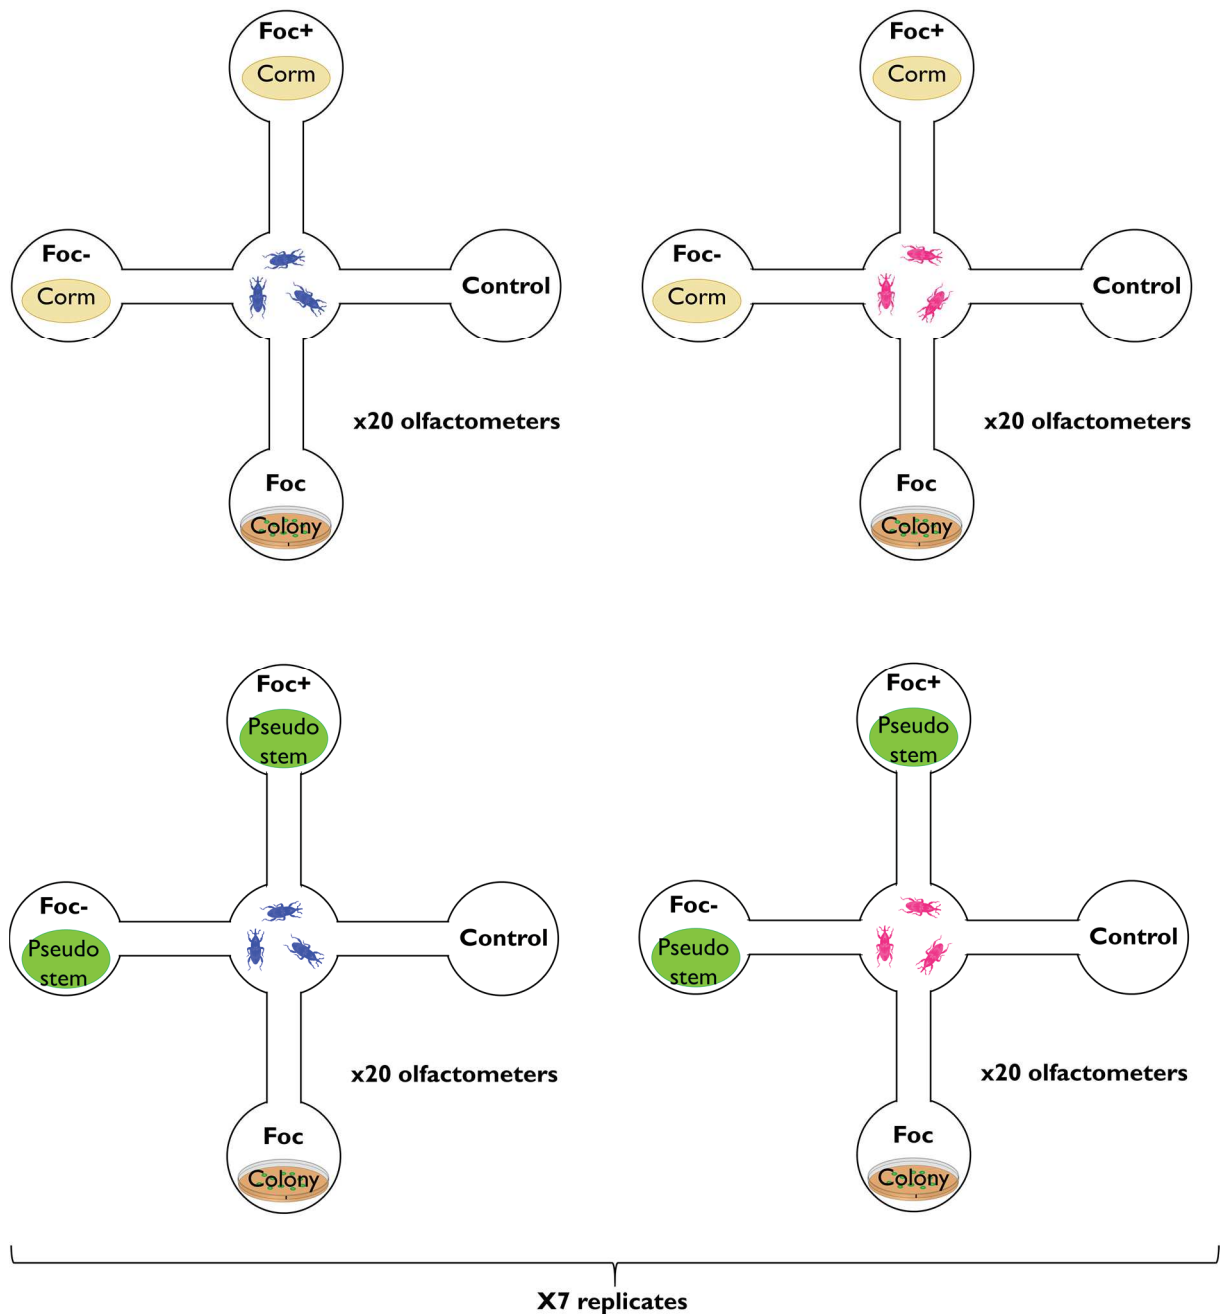 Foc+
Corm
Foc-
Corm
Control
x20 olfactometers
Foc
Colony
Foc+
Corm
Foc-
Corm
Control
x20 olfactometers
Foc
Colony
Foc+
Pseudo
stem
Foc-
Pseudo
stem
Control
x20 olfactometers
Foc
Colony
Foc+
Pseudo
stem
Foc-
Pseudo
stem
Control
x20 olfactometers
Foc
Colony
X7 replicates